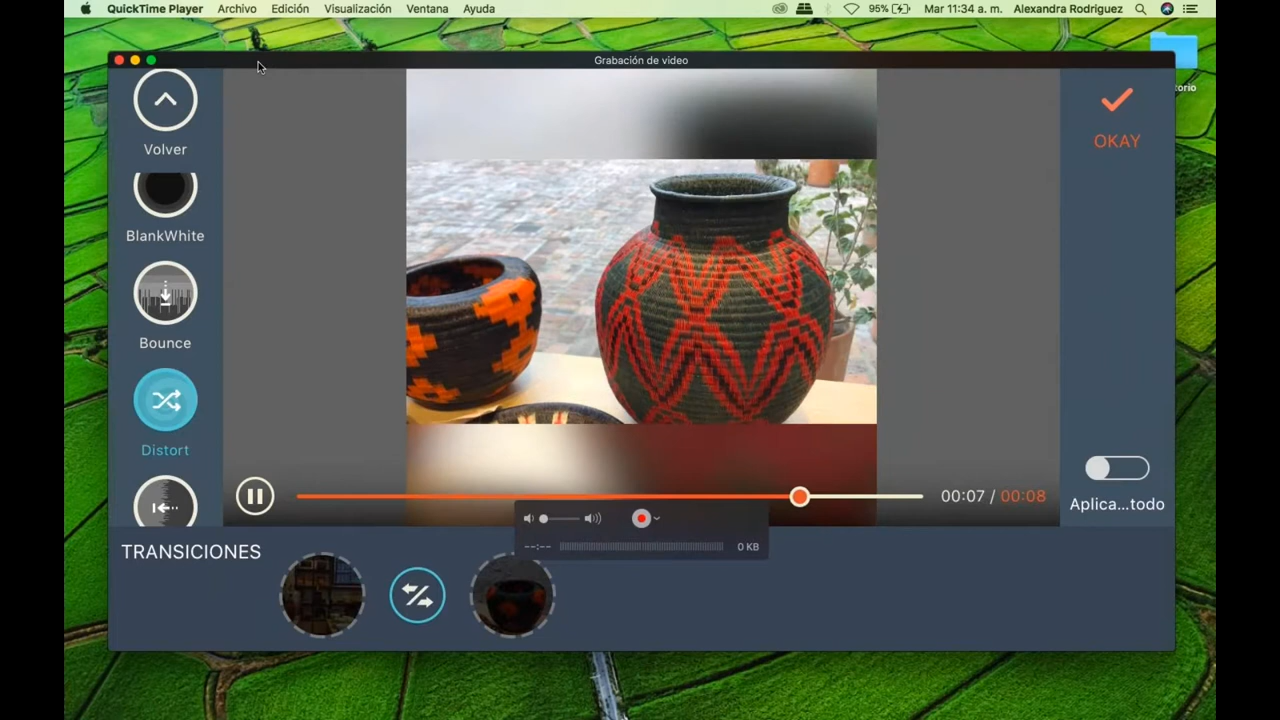 QuickTime Player Archivo Edición Visualización Ventana Ayuda 95% Mar 11:34 a. m. Alexandra Rodriguez
Grabación de video
torio
Volver
OKAY
BlankWhite
Bounce
Distort
00:07 / 00:08
Aplica...todo
--:-- 0 KB
TRANSICIONES